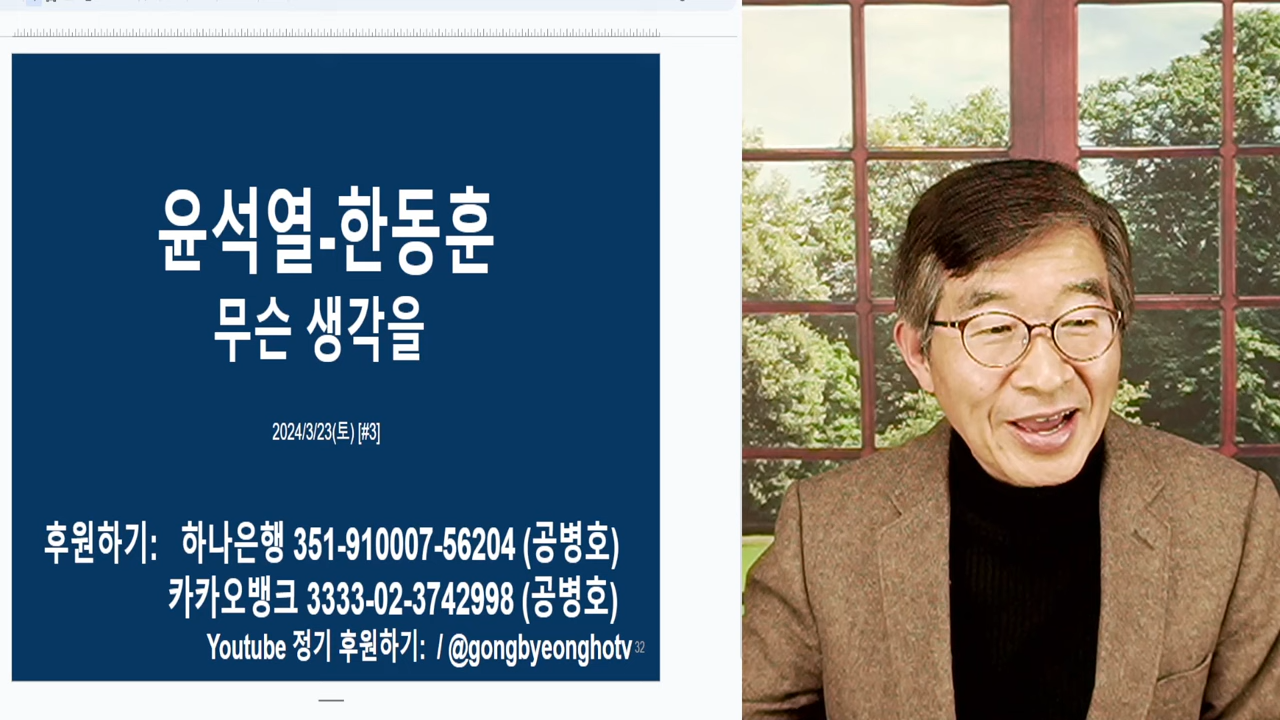 윤석열-한동훈
무슨 생각을
2024/3/23(토) [#3]
후원하기: 하나은행 351-910007-56204 (공병호)
카카오뱅크 3333-02-3742998 (공병호)
Youtube 정기 후원하기: / @gongbyeonghotv
32